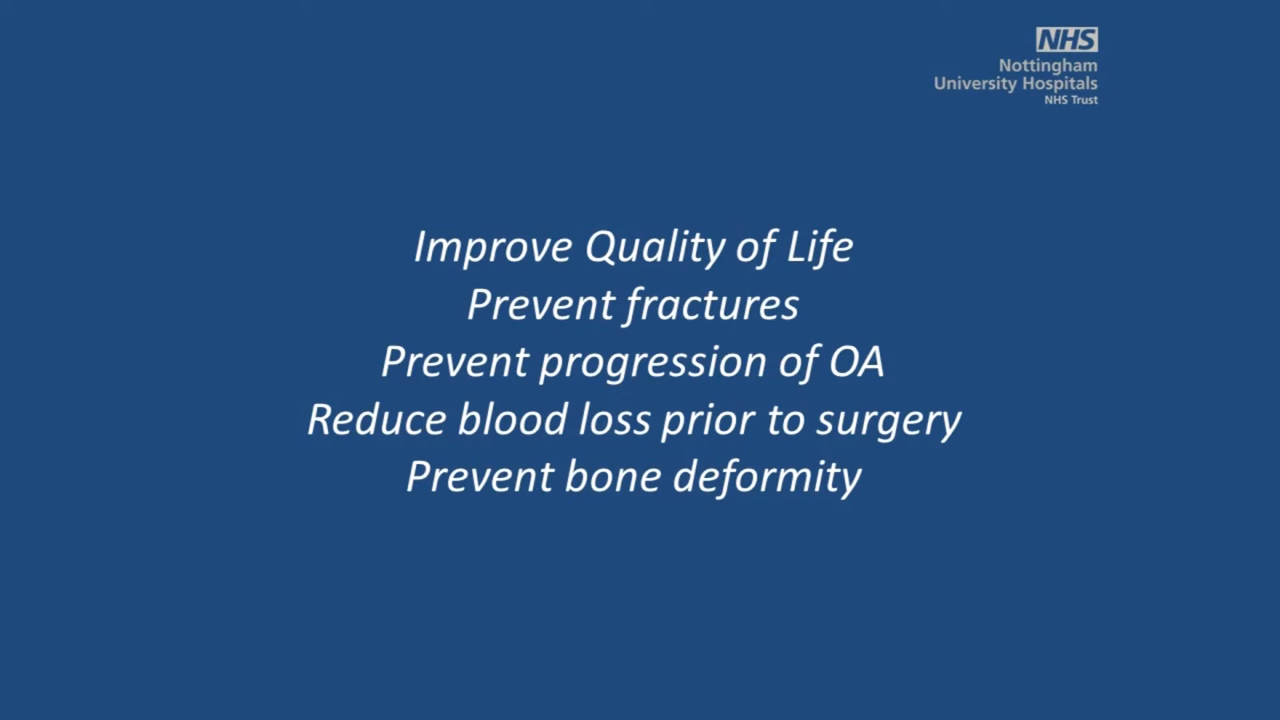 NHS
Nottingham
University Hospitals
NHS Trust
Improve Quality of Life
Prevent fractures
Prevent progression of OA
Reduce blood loss prior to surgery
Prevent bone deformity